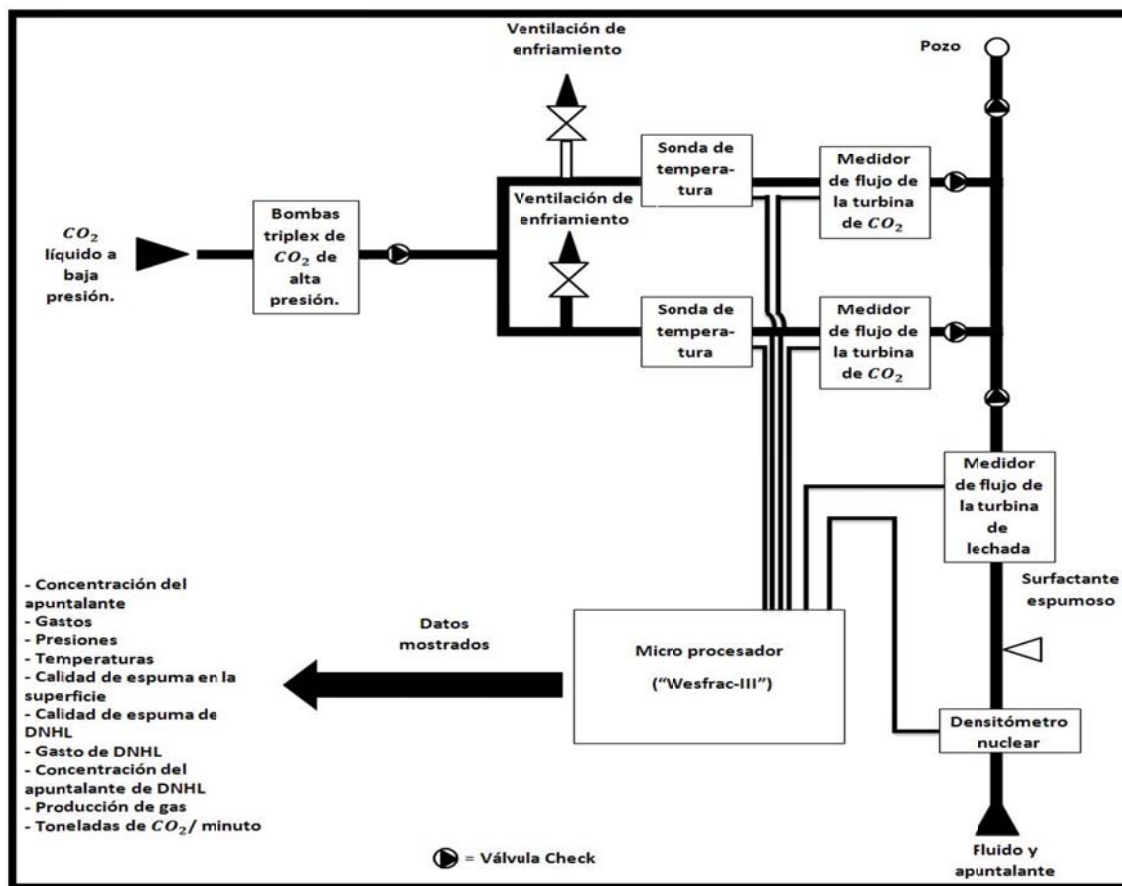 Ventilación de
enfriamiento
Pozo
Sonda de
tempera-
tura
Medidor
de flujo de
la turbina
de CO₂
Ventilación de
enfriamiento
CO₂
líquido a
baja
presión.
Bombas
triplex de
CO₂ de
alta
presión.
Sonda de
tempera-
tura
Medidor
de flujo de
la turbina
de CO₂
Medidor
de flujo de
la turbina
de
lechada
Surfactante
espumoso
- Concentración del
apuntalante
- Gastos
- Presiones
- Temperaturas
- Calidad de espuma en la
superficie
- Calidad de espuma de
DNHL
- Gasto de DNHL
- Concentración del
apuntalante de DNHL
- Producción de gas
- Toneladas de CO₂/ minuto
Datos
mostrados
Micro procesador
("Wesfrac-III")
Densitómetro
nuclear
= Válvula Check
Fluido y
apuntalante